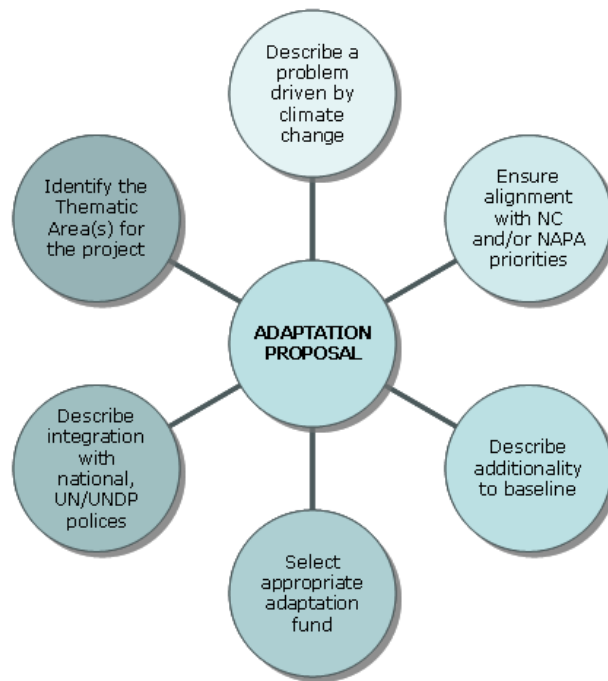 Describe a
problem
driven by
climate
change
Ensure
alignment
with NC
and/or NAPA
priorities
Describe
additionality
to baseline
Select
appropriate
adaptation
fund
Describe
integration
with
national,
UN/UNDP
polices
Identify the
Thematic
Area(s) for
the project
ADAPTATION
PROPOSAL